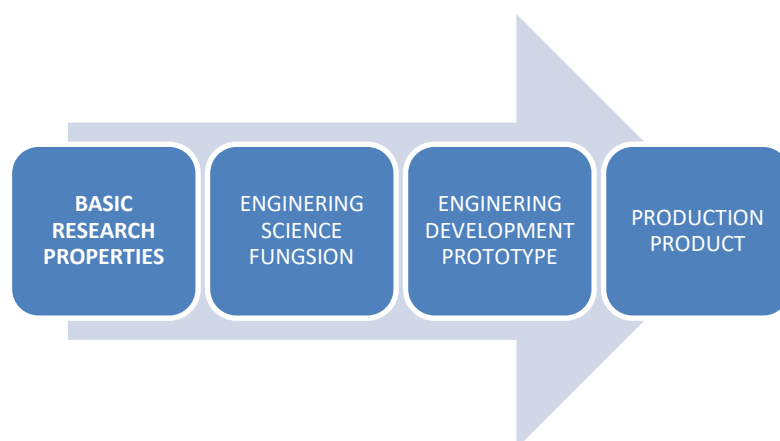 BASIC
RESEARCH
PROPERTIES
ENGINERING
SCIENCE
FUNGSION
ENGINERING
DEVELOPMENT
PROTOTYPE
PRODUCTION
PRODUCT